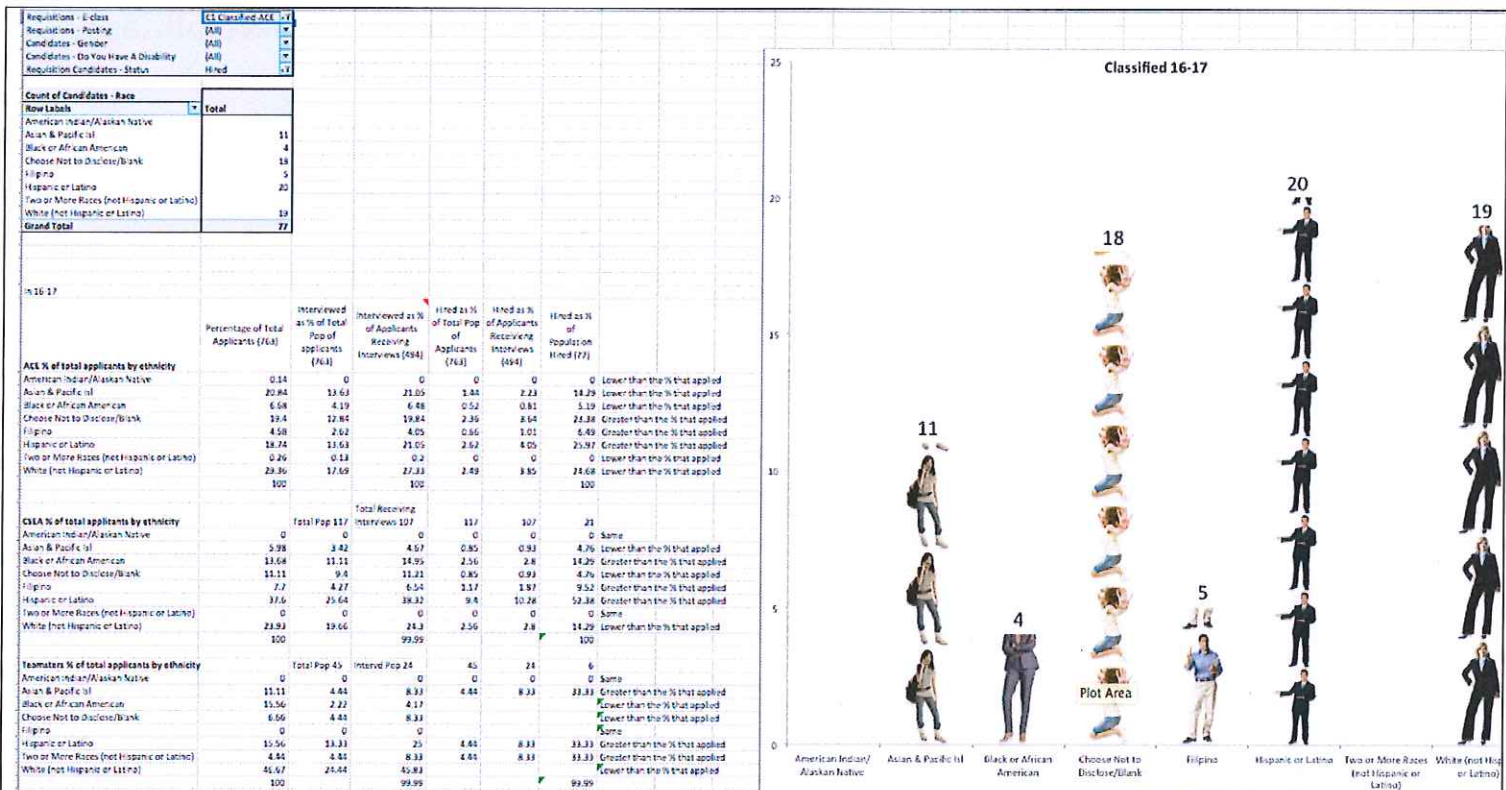 Requisitions - E-class C1 Classified ACE
Requisitions - Posting (All)
Candidates - Gender (All)
Candidates - Do You Have A Disability (All)
Requisition Candidates - Status Hired
Count of Candidates - Race
Row Labels Total
American Indian/Alaskan Native
Asian & Pacific Isl 11
Black or African American 4
Choose Not to Disclose/Blank 18
Filipino 5
Hispanic or Latino 20
Two or More Races (not Hispanic or Latino)
White (not Hispanic or Latino) 19
Grand Total 77
in 16-17
Percentage of Total Applicants (763)
Interviewed as % of Total Pop of applicants (763)
Interviewed as % of Applicants Receiving Interviews (494)
Hired as % of Total Pop of Applicants (763)
Hired as % of Applicants Receiving Interviews (494)
Hired as % of Population Hired (77)
ACE % of total applicants by ethnicity
American Indian/Alaskan Native 0.14 0 0 0 0 0 Lower than the % that applied
Asian & Pacific Isl 20.84 13.63 21.05 1.44 2.23 14.29 Lower than the % that applied
Black or African American 6.68 4.19 6.48 0.52 0.81 5.19 Lower than the % that applied
Choose Not to Disclose/Blank 19.4 12.84 19.84 2.36 3.64 23.38 Greater than the % that applied
Filipino 4.58 2.62 4.05 0.66 1.01 6.49 Greater than the % that applied
Hispanic or Latino 18.74 13.63 21.05 2.62 4.05 25.97 Greater than the % that applied
Two or More Races (not Hispanic or Latino) 0.26 0.13 0.2 0 0 0 Lower than the % that applied
White (not Hispanic or Latino) 29.36 17.69 27.33 2.49 3.85 24.68 Lower than the % that applied
100 100 100
CSEA % of total applicants by ethnicity Total Pop 117 Total Receiving Interviews 107 117 107 21
American Indian/Alaskan Native 0 0 0 0 0 0 Same
Asian & Pacific Isl 5.98 3.42 4.67 0.85 0.93 4.76 Lower than the % that applied
Black or African American 13.68 11.11 14.95 2.56 2.8 14.29 Greater than the % that applied
Choose Not to Disclose/Blank 11.11 9.4 11.21 0.85 0.93 4.76 Lower than the % that applied
Filipino 7.7 4.27 6.54 1.17 1.87 9.52 Greater than the % that applied
Hispanic or Latino 37.6 25.64 38.32 9.4 10.28 52.38 Greater than the % that applied
Two or More Races (not Hispanic or Latino) 0 0 0 0 0 0 Same
White (not Hispanic or Latino) 23.93 19.66 24.3 2.56 2.8 14.29 Lower than the % that applied
100 99.99 100
Teamsters % of total applicants by ethnicity Total Pop 45 Intervd Pop 24 45 24 6
American Indian/Alaskan Native 0 0 0 0 0 0 Same
Asian & Pacific Isl 11.11 4.44 8.33 4.44 8.33 33.33 Greater than the % that applied
Black or African American 15.56 2.22 4.17 Lower than the % that applied
Choose Not to Disclose/Blank 6.66 4.44 8.33 Lower than the % that applied
Filipino 0 0 0 Same
Hispanic or Latino 15.56 13.33 25 4.44 8.33 33.33 Greater than the % that applied
Two or More Races (not Hispanic or Latino) 4.44 4.44 8.33 4.44 8.33 33.33 Greater than the % that applied
White (not Hispanic or Latino) 46.67 24.44 45.83 Lower than the % that applied
100 99.99 99.99
Classified 16-17
25
20
15
10
5
0
11
4
18
5
20
19
Plot Area
American Indian/ Alaskan Native
Asian & Pacific Isl
Black or African American
Choose Not to Disclose/Blank
Filipino
Hispanic or Latino
Two or More Races (not Hispanic or Latino)
White (not Hisp or Latino)